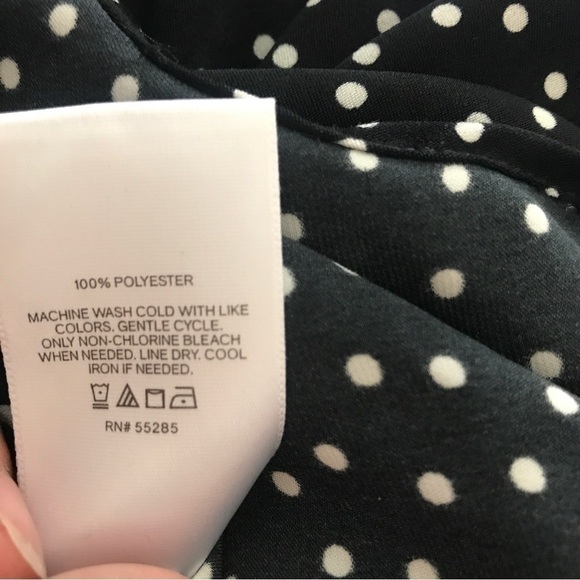 100% POLYESTER
MACHINE WASH COLD WITH LIKE
COLORS. GENTLE CYCLE.
ONLY NON-CHLORINE BLEACH
WHEN NEEDED. LINE DRY. COOL
IRON IF NEEDED.
RN# 55285